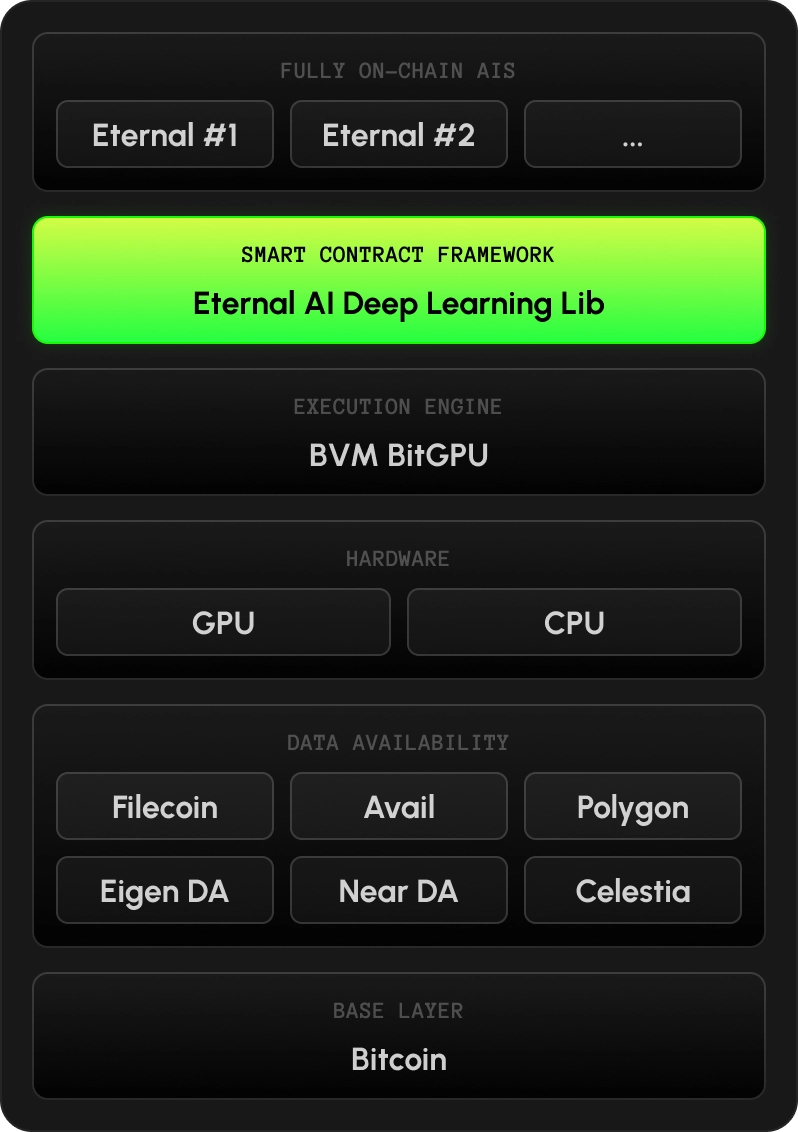 FULLY ON-CHAIN AIS
Eternal #1
Eternal #2
...
SMART CONTRACT FRAMEWORK
Eternal AI Deep Learning Lib
EXECUTION ENGINE
BVM BitGPU
HARDWARE
GPU
CPU
DATA AVAILABILITY
Filecoin
Avail
Polygon
Eigen DA
Near DA
Celestia
BASE LAYER
Bitcoin